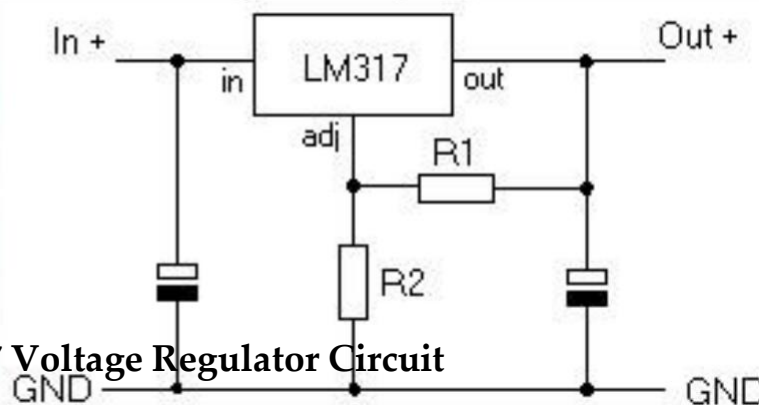 In +
LM317
Out +
in
out
adj
R1
R2
Voltage Regulator Circuit
GND
GND